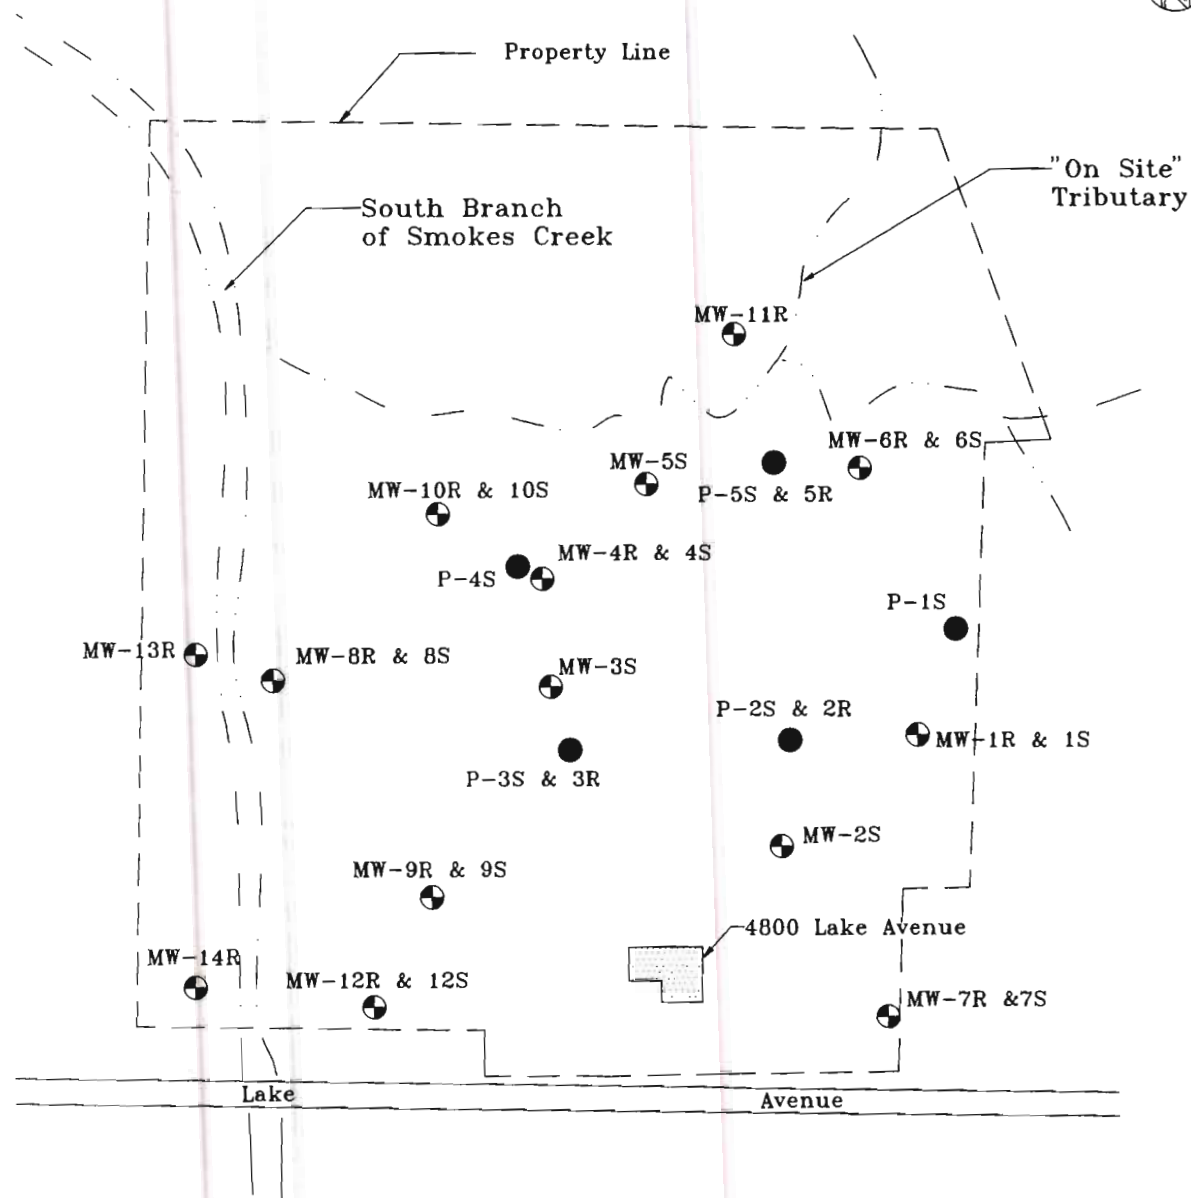 Property Line
"On Site"
Tributary
South Branch
of Smokes Creek
MW-11R
MW-6R & 6S
MW-5S
P-5S & 5R
MW-10R & 10S
MW-4R & 4S
P-4S
P-1S
MW-13R
MW-8R & 8S
MW-3S
P-2S & 2R
MW-1R & 1S
P-3S & 3R
MW-2S
MW-9R & 9S
4800 Lake Avenue
MW-14R
MW-12R & 12S
MW-7R &7S
Lake
Avenue